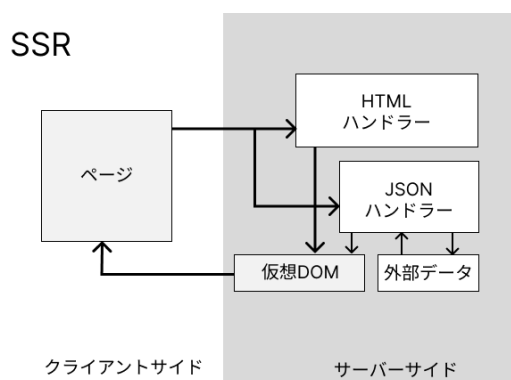 SSR
HTML
ハンドラー
ページ
JSON
ハンドラー
仮想DOM
外部データ
クライアントサイド
サーバーサイド